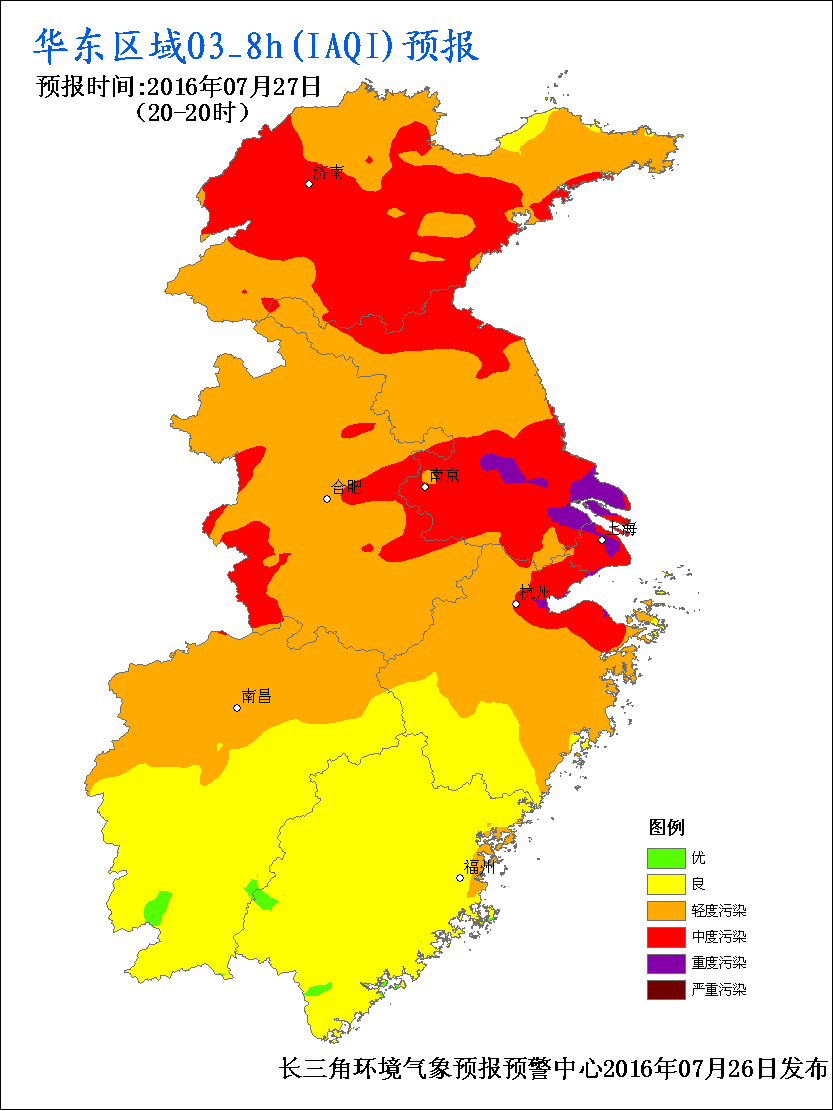 华东区域O3_8h(IAQI)预报
预报时间:2016年07月27日
(20-20时)
济南
南京
合肥
上海
杭州
南昌
福州
图例
优
良
轻度污染
中度污染
重度污染
严重污染
长三角环境气象预报预警中心2016年07月26日发布